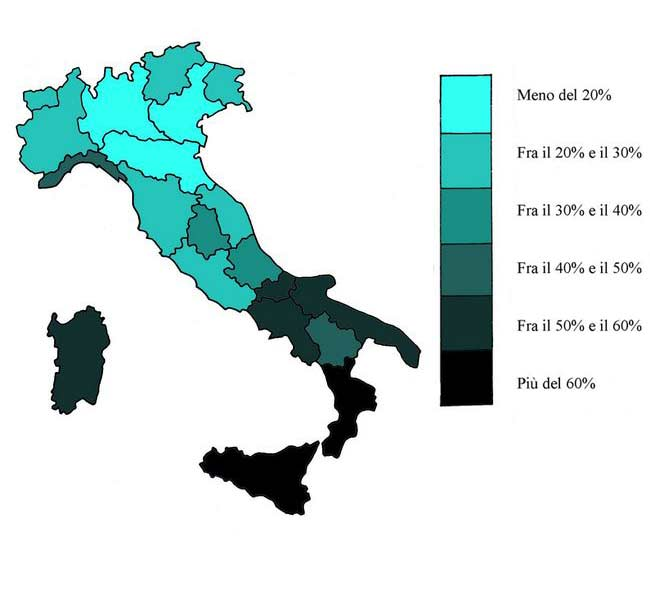 Meno del 20%
Fra il 20% e il 30%
Fra il 30% e il 40%
Fra il 40% e il 50%
Fra il 50% e il 60%
Più del 60%